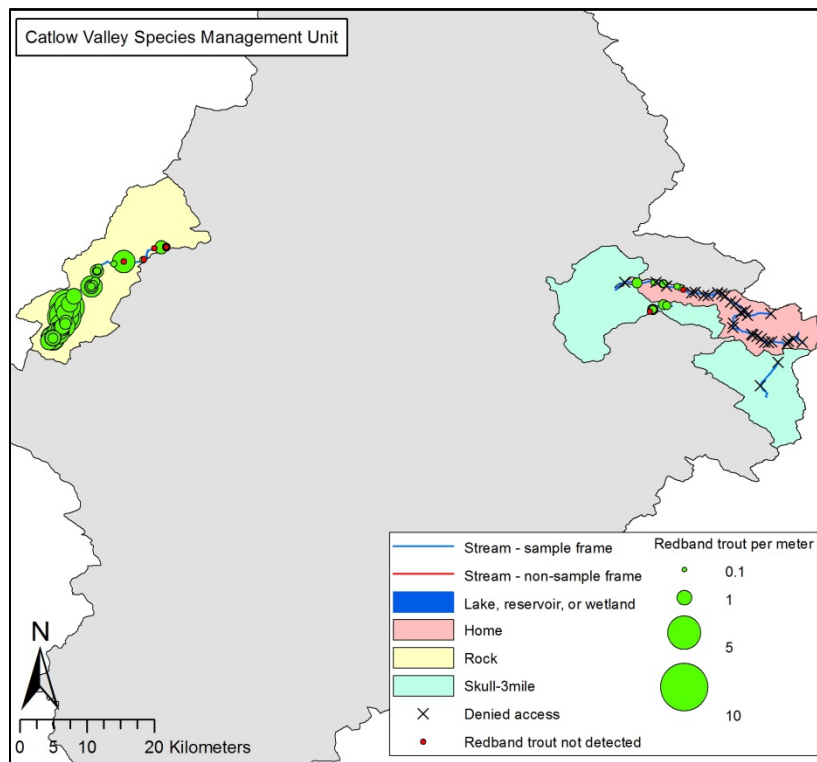 Catlow Valley Species Management Unit
Stream - sample frame
Stream - non-sample frame
Lake, reservoir, or wetland
Home
Rock
Skull-3mile
Denied access
Redband trout not detected
Redband trout per meter
0.1
1
5
10
N
0 5 10 20 Kilometers